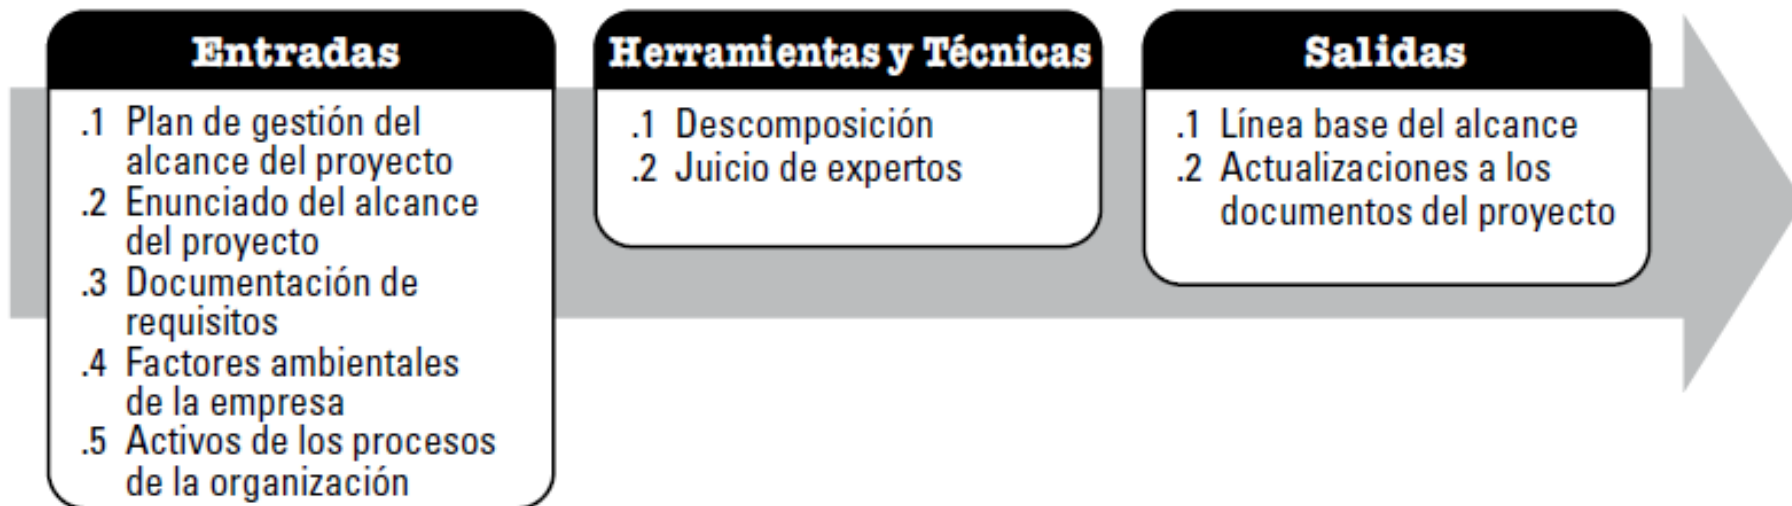 Entradas
.1 Plan de gestión del
alcance del proyecto
.2 Enunciado del alcance
del proyecto
.3 Documentación de
requisitos
.4 Factores ambientales
de la empresa
.5 Activos de los procesos
de la organización
Herramientas y Técnicas
.1 Descomposición
.2 Juicio de expertos
Salidas
.1 Línea base del alcance
.2 Actualizaciones a los
documentos del proyecto